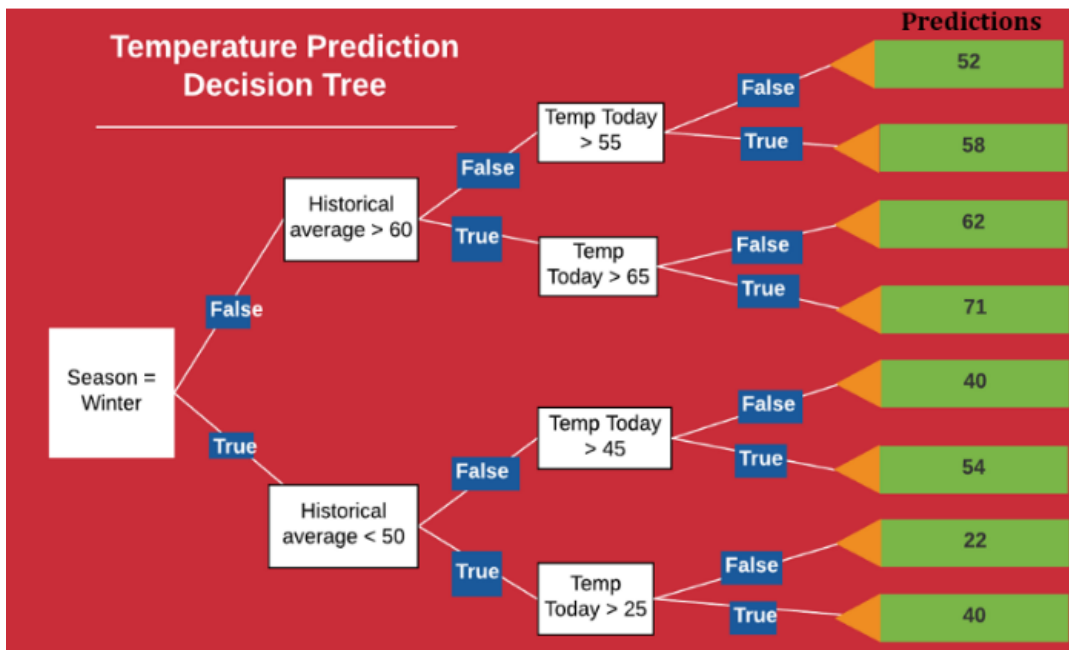 Predictions
Temperature Prediction
Decision Tree
52
False
Temp Today
> 55
True
58
False
Historical
average > 60
True
62
False
Temp
Today > 65
True
71
False
Season =
Winter
True
40
False
Temp Today
> 45
True
54
False
Historical
average < 50
True
22
False
Temp
Today > 25
True
40